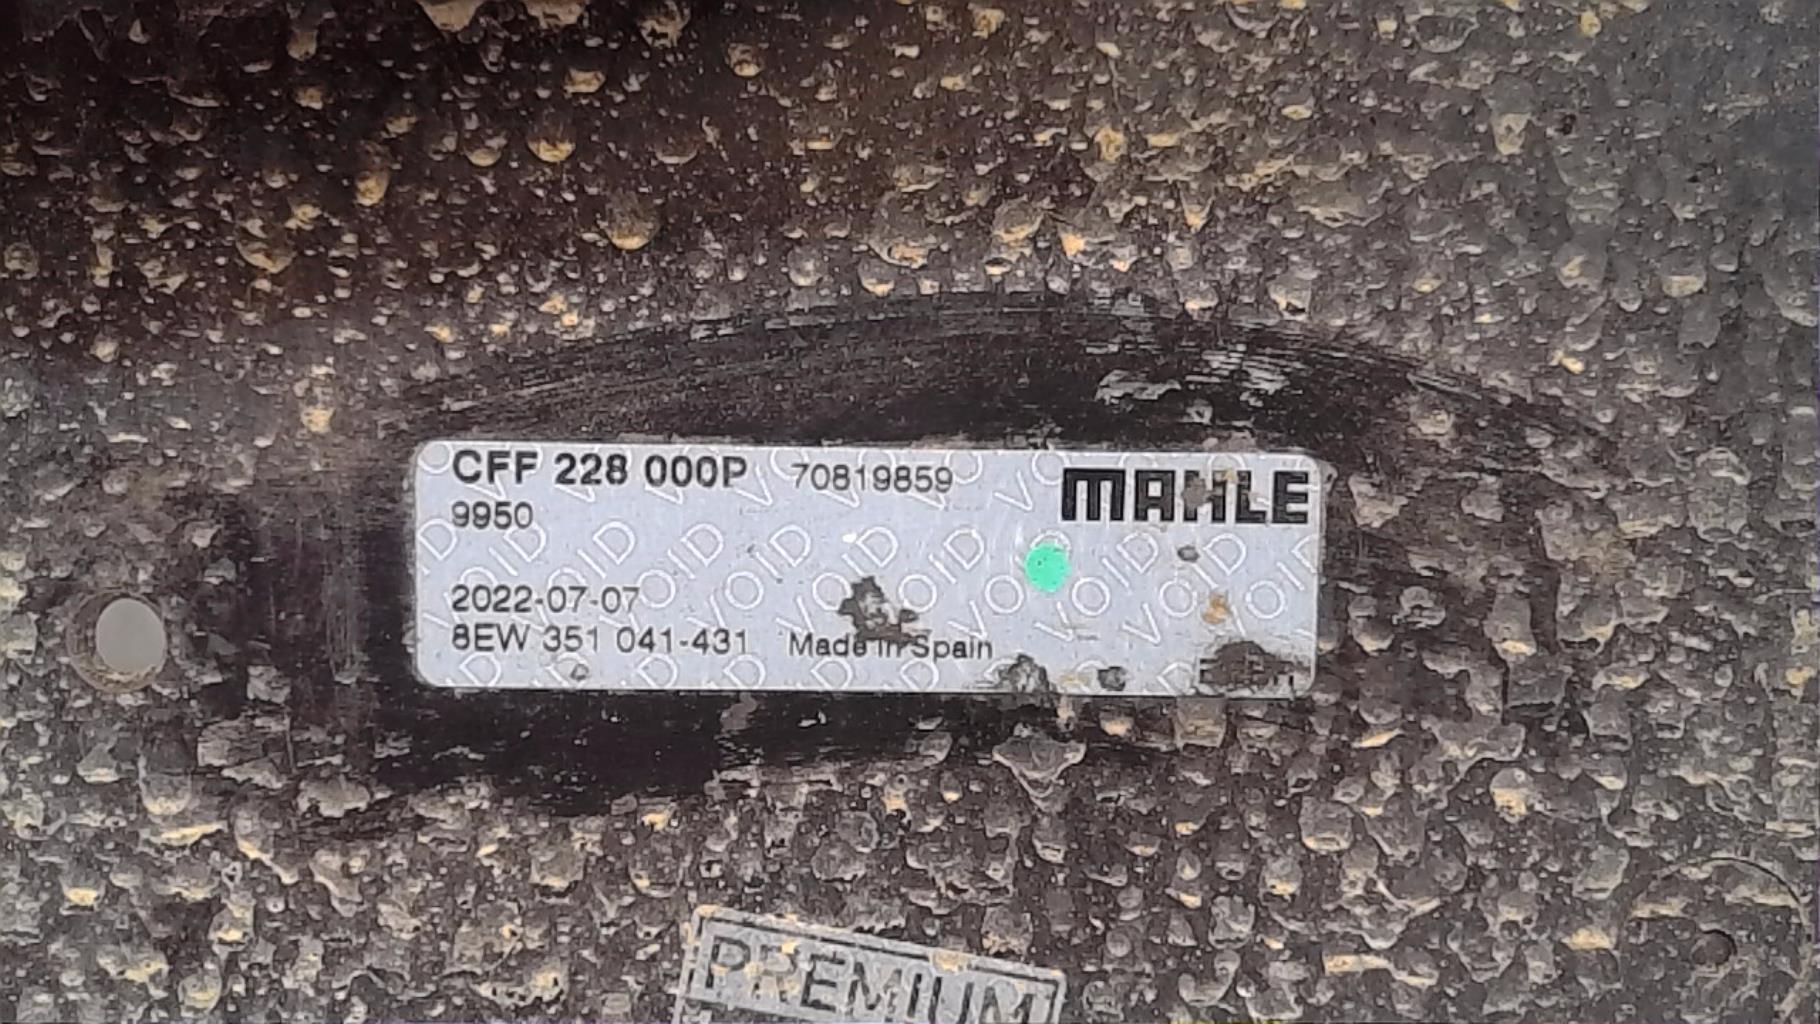 CFF 228 000P 70819859 MAHLE
9950
2022-07-07
8EW 351 041-431 Made in Spain
PREMIUM